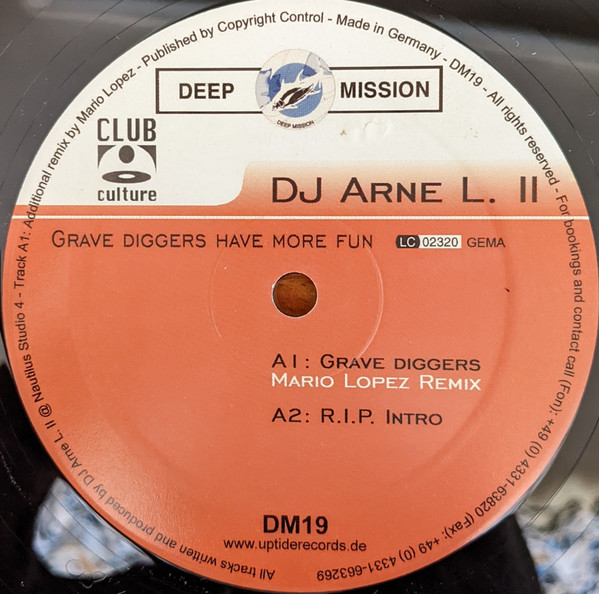 DEEP MISSION
DEEP MISSION
CLUB
culture
DJ ARNE L. II
GRAVE DIGGERS HAVE MORE FUN LC 02320 GEMA
A1: GRAVE DIGGERS
MARIO LOPEZ REMIX
A2: R.I.P. INTRO
DM19
www.uptiderecords.de
All tracks written and produced by DJ Arne L. II @ Nautilus Studio 4 - Track A1: Additional remix by Mario Lopez - Published by Copyright Control - Made in Germany - DM19 - All rights reserved - For bookings and contact call (Fon): +49 (0) 4331-63820 (Fax): +49 (0) 4331-663269